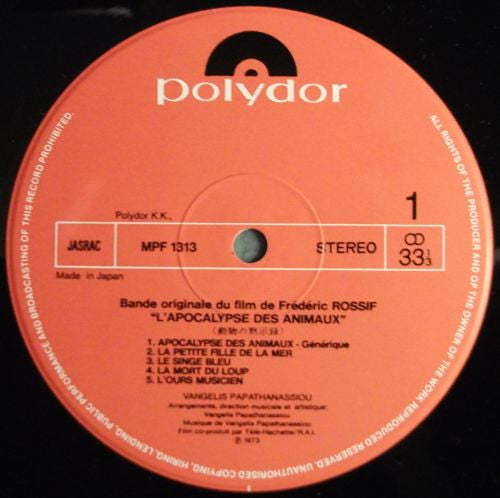 polydor
Polydor K.K.,
1
JASRAC
MPF 1313
STEREO
33 1/3
Made in Japan
Bande originale du film de Frédéric ROSSIF
"L'APOCALYPSE DES ANIMAUX"
(動物の黙示録)
1. APOCALYPSE DES ANIMAUX - Générique
2. LA PETITE FILLE DE LA MER
3. LE SINGE BLEU
4. LA MORT DU LOUP
5. L'OURS MUSICIEN
VANGELIS PAPATHANASSIOU
Arrangements, direction musicale et artistique:
Vangelis Papathanassiou
Musique de Vangelis Papathanassiou
Film co-produit par Télé-Hachette/R.A.I.
℗ 1973
ALL RIGHTS OF THE PRODUCER AND OF THE OWNER OF THE WORK REPRODUCED RESERVED. UNAUTHORISED COPYING, HIRING, LENDING, PUBLIC PERFORMANCE AND BROADCASTING OF THIS RECORD PROHIBITED.